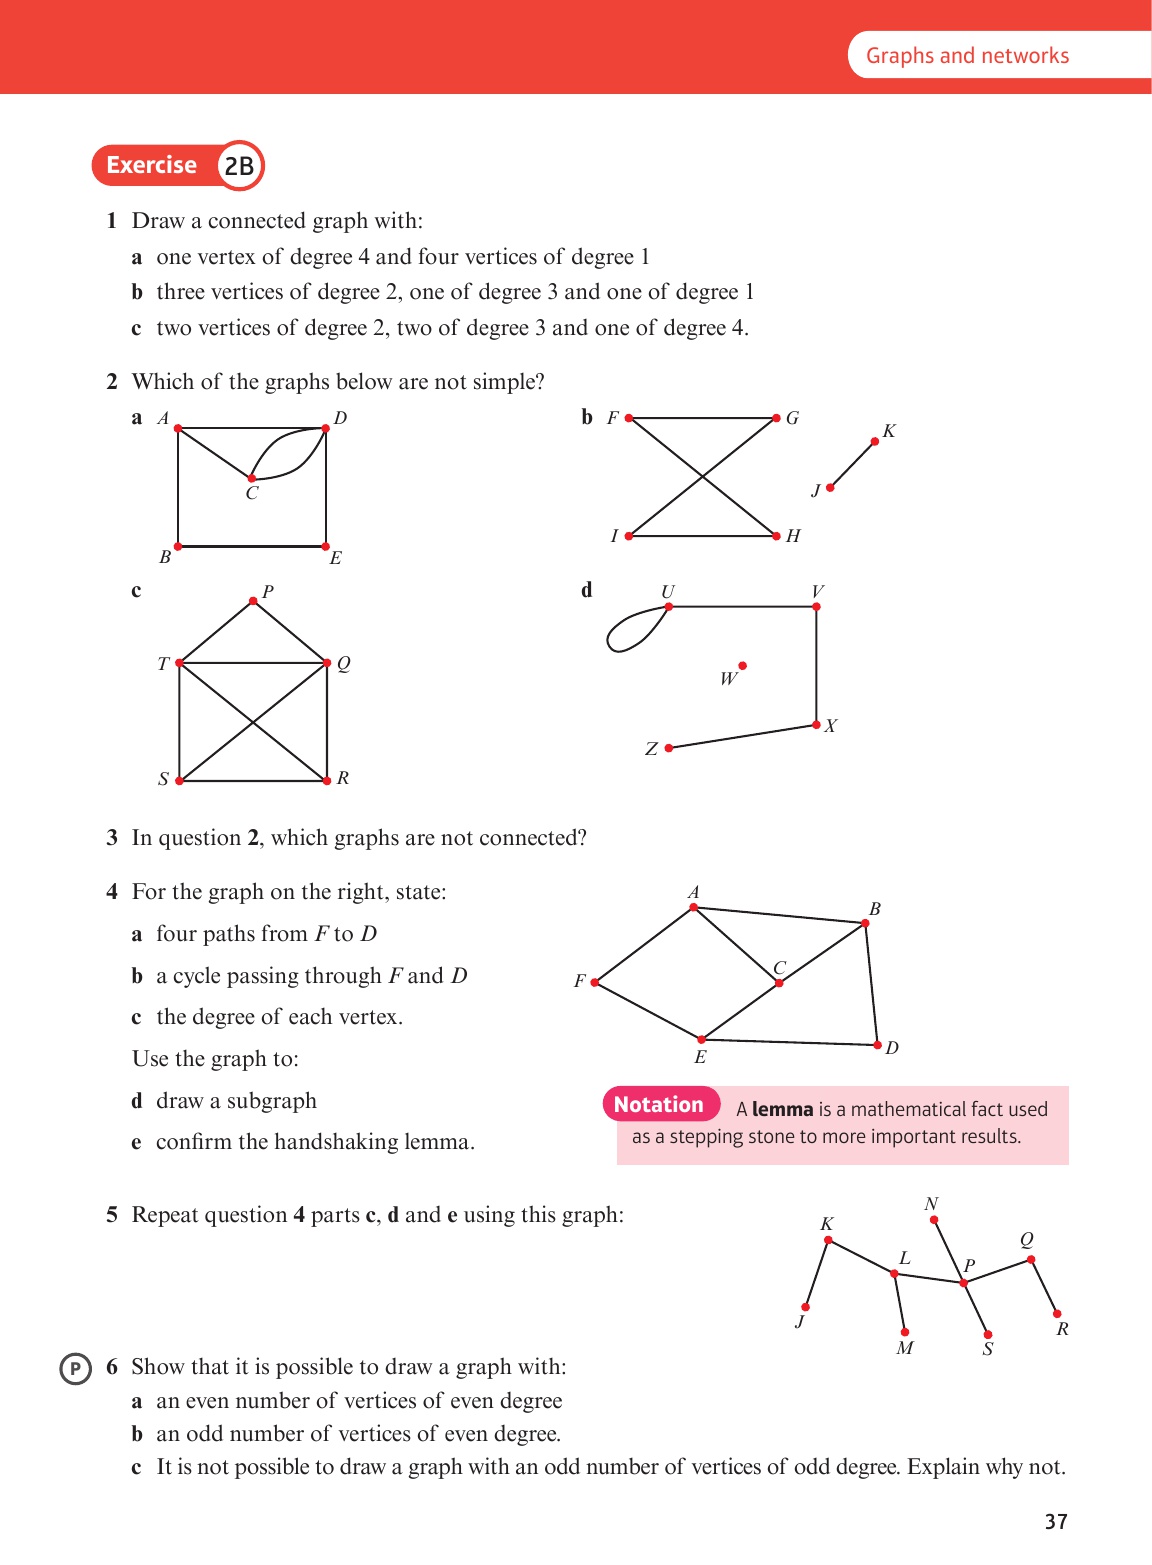 Graphs and networks
Exercise 2B
1 Draw a connected graph with:
a one vertex of degree 4 and four vertices of degree 1
b three vertices of degree 2, one of degree 3 and one of degree 1
c two vertices of degree 2, two of degree 3 and one of degree 4.
2 Which of the graphs below are not simple?
a A D
C
B E
b F G
K
J
I H
c P
T Q
S R
d U V
W
X
Z
3 In question 2, which graphs are not connected?
4 For the graph on the right, state:
a four paths from F to D
b a cycle passing through F and D
c the degree of each vertex.
Use the graph to:
d draw a subgraph
e confirm the handshaking lemma.
A
B
C
F
E
D
Notation A lemma is a mathematical fact used
as a stepping stone to more important results.
5 Repeat question 4 parts c, d and e using this graph:
N
K
Q
L
P
J
M
S
R
P 6 Show that it is possible to draw a graph with:
a an even number of vertices of even degree
b an odd number of vertices of even degree.
c It is not possible to draw a graph with an odd number of vertices of odd degree. Explain why not.
37